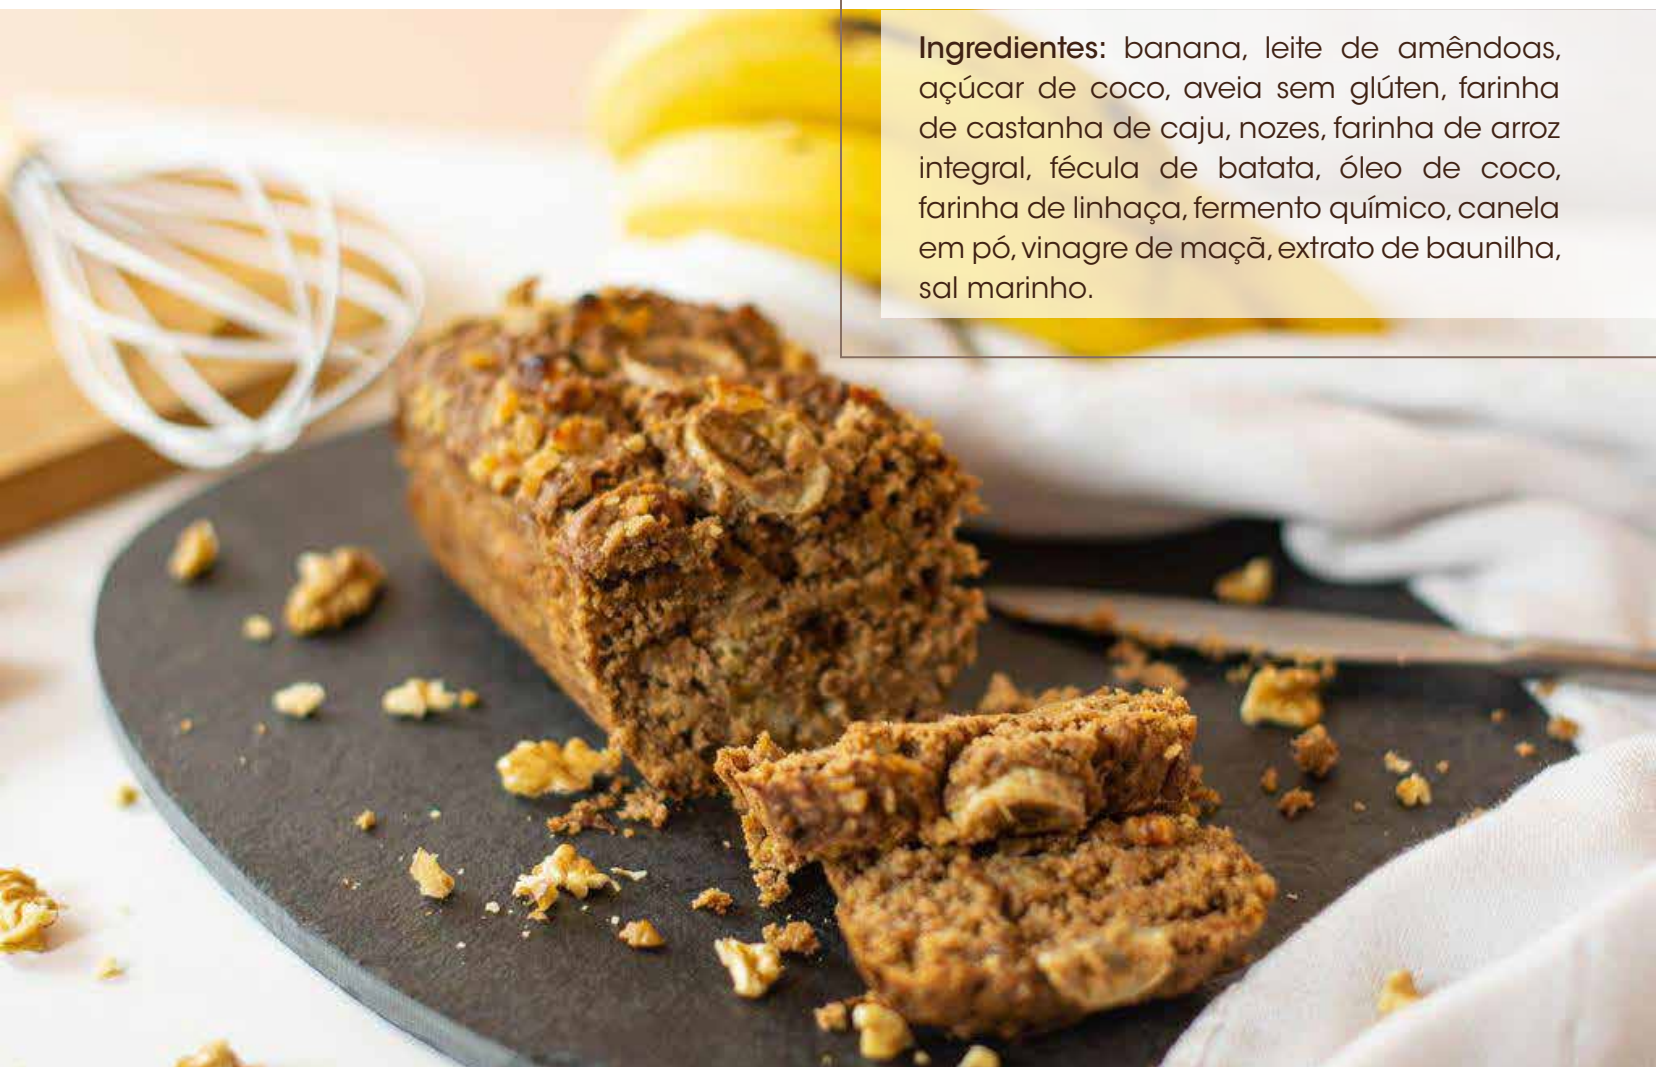 Ingredientes: banana, leite de amêndoas,
açúcar de coco, aveia sem glúten, farinha
de castanha de caju, nozes, farinha de arroz
integral, fécula de batata, óleo de coco,
farinha de linhaça, fermento químico, canela
em pó, vinagre de maçã, extrato de baunilha,
sal marinho.